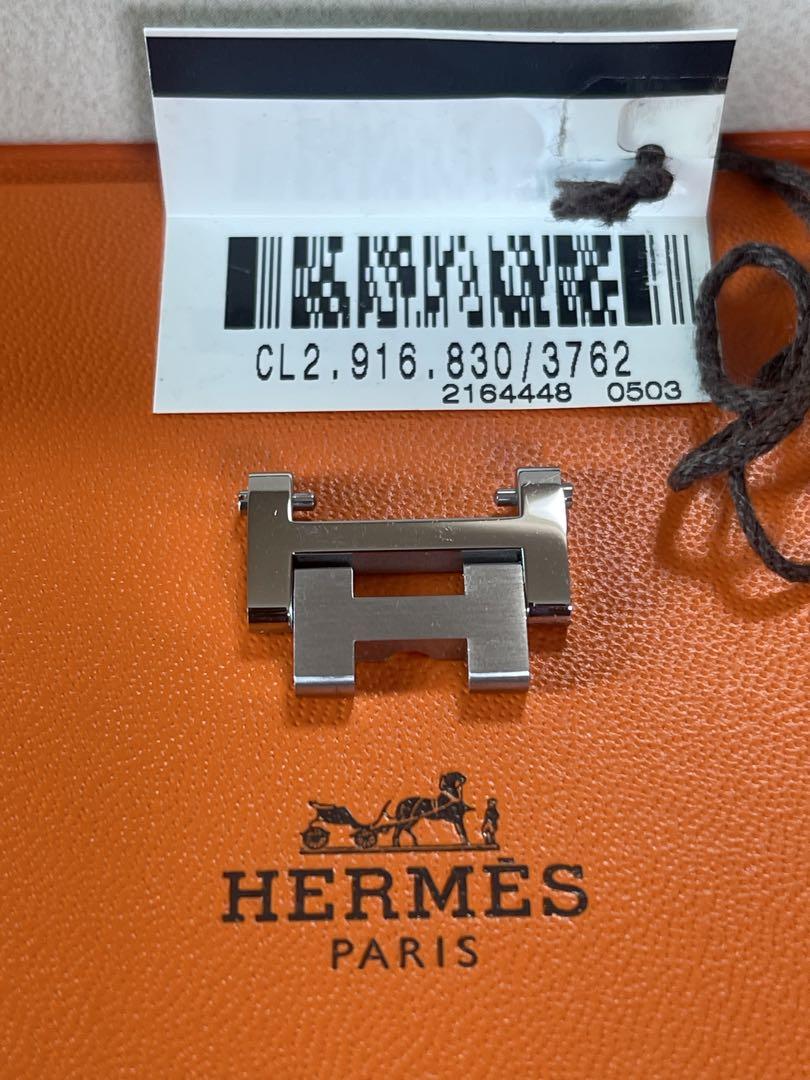 CL2.916.830/3762
2164448 0503
HERMÈS
PARIS